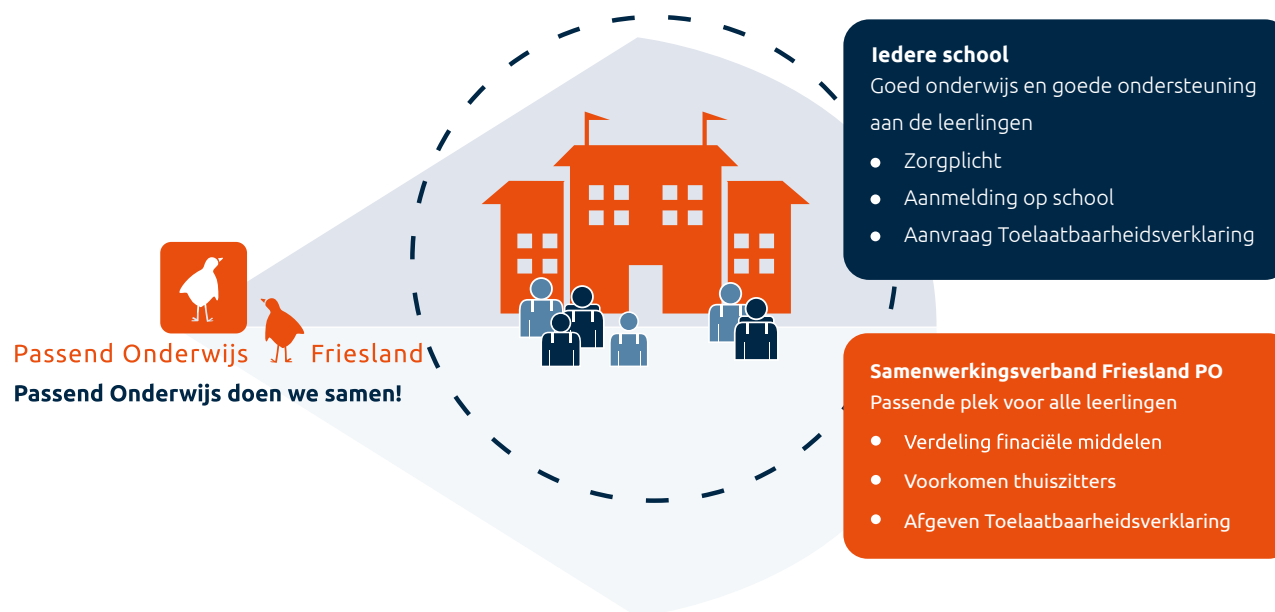 Passend Onderwijs Friesland
Passend Onderwijs doen we samen!
Iedere school
Goed onderwijs en goede ondersteuning
aan de leerlingen
● Zorgplicht
● Aanmelding op school
● Aanvraag Toelaatbaarheidsverklaring
Samenwerkingsverband Friesland PO
Passende plek voor alle leerlingen
● Verdeling finaciële middelen
● Voorkomen thuiszitters
● Afgeven Toelaatbaarheidsverklaring